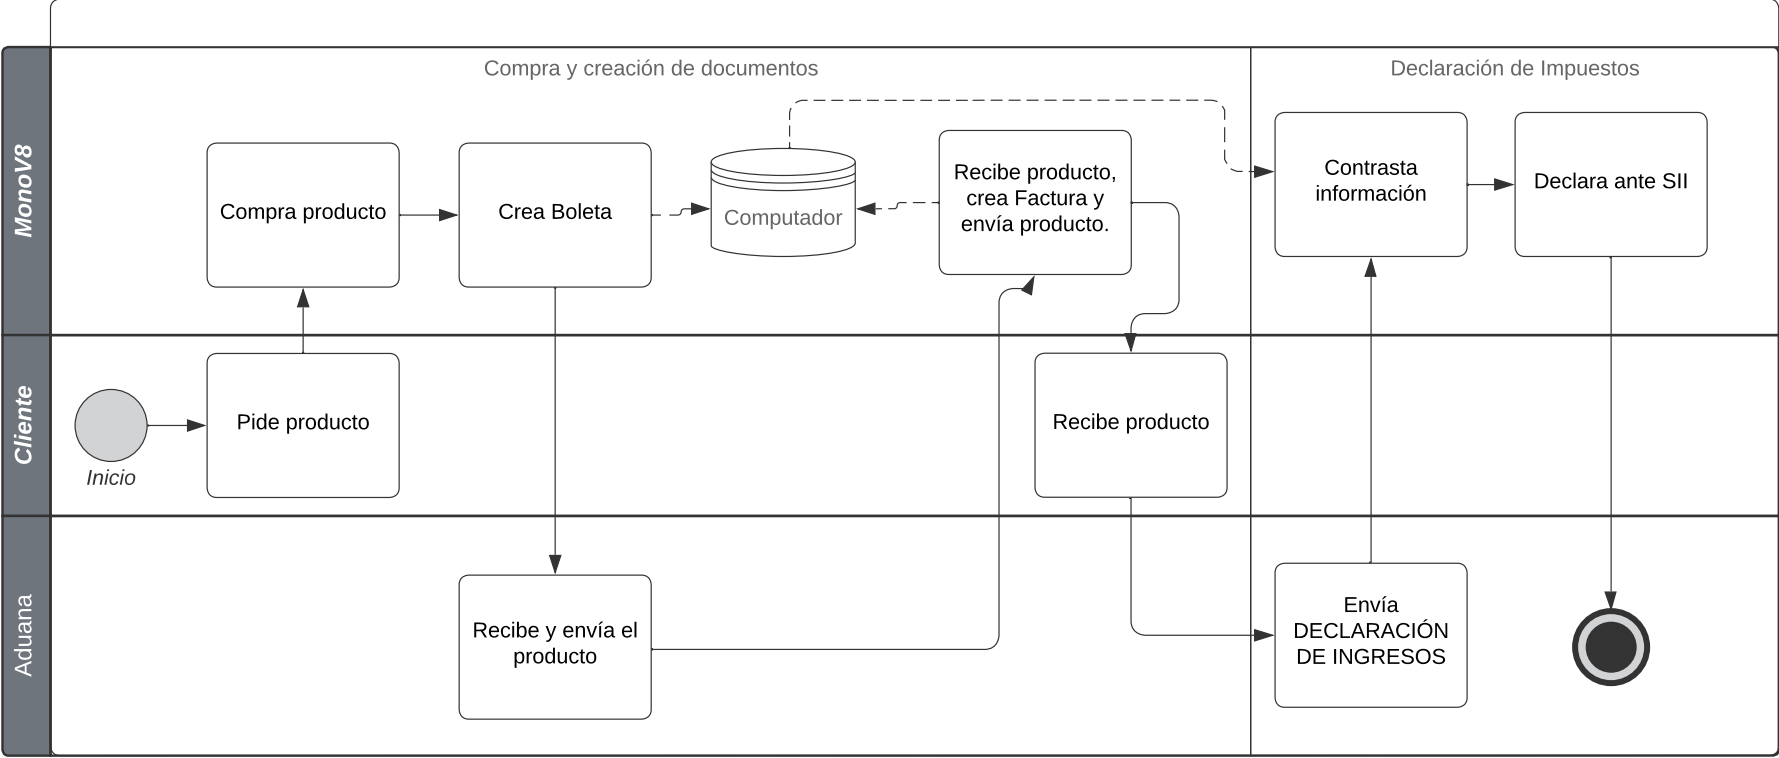 Compra y creación de documentos
Declaración de Impuestos
MonoV8
Compra producto
Crea Boleta
Computador
Recibe producto,
crea Factura y
envía producto.
Contrasta
información
Declara ante SII
Cliente
Inicio
Pide producto
Recibe producto
Aduana
Recibe y envía el
producto
Envía
DECLARACIÓN
DE INGRESOS